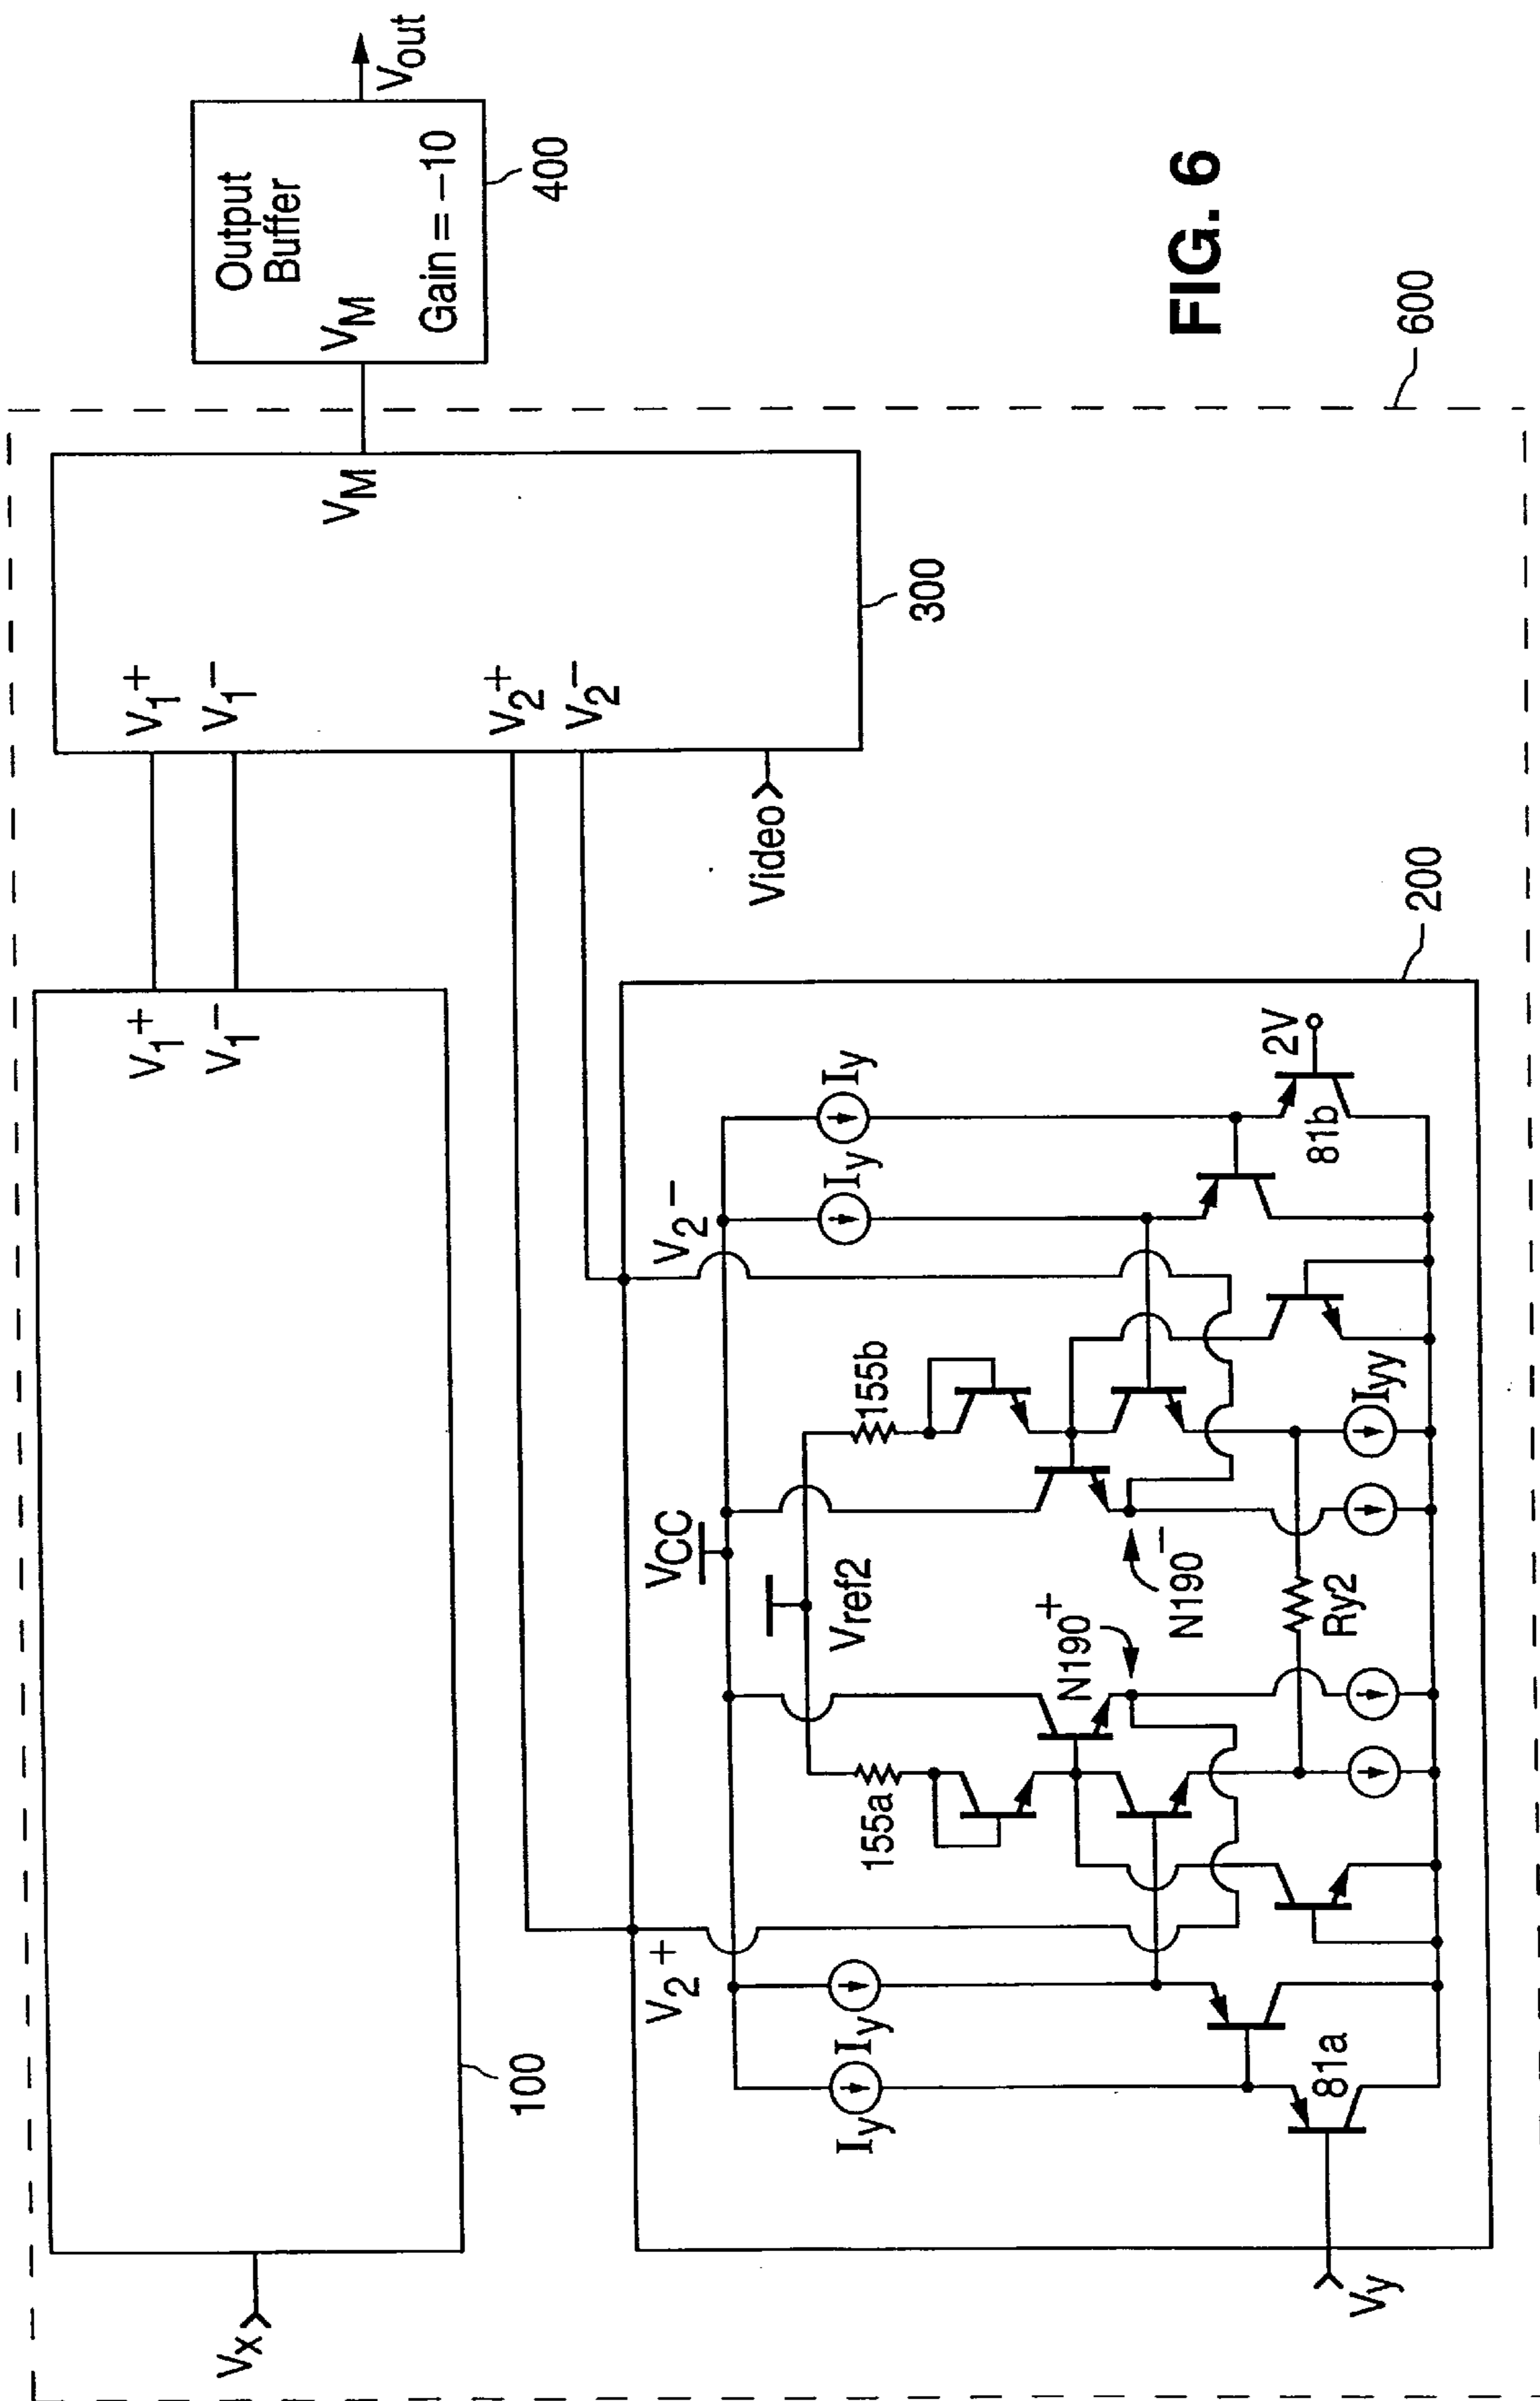 Vx
100
V1+
V1−
V1+
V1−
V2+
V2−
VM
300
Video
VM
Output
Buffer
Gain = −10
400
Vout
Vy
81a
Iy
Iy
V2+
155a
N190+
Vref2
VCC
N190−
Ry2
155b
Iyy
V2−
Iy
Iy
81b
2V
200
600
FIG. 6